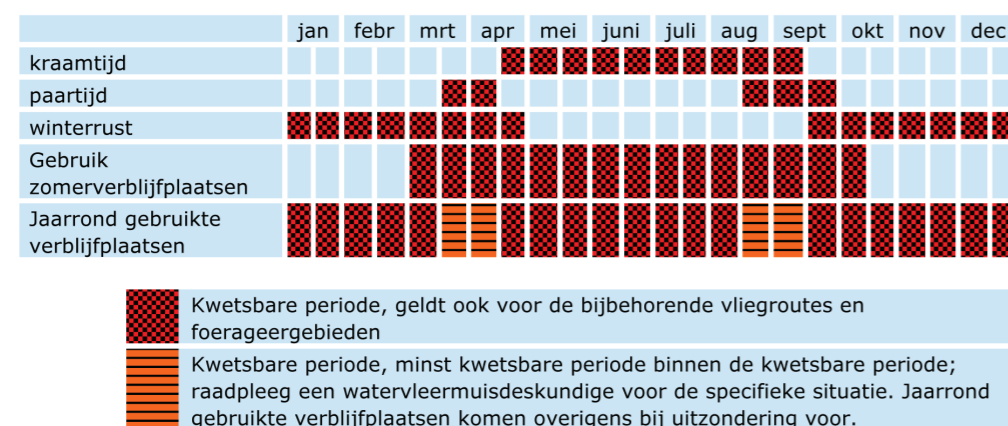 jan febr mrt apr mei juni juli aug sept okt nov dec
kraamtijd
paartijd
winterrust
Gebruik
zomerverblijfplaatsen
Jaarrond gebruikte
verblijfplaatsen
Kwetsbare periode, geldt ook voor de bijbehorende vliegroutes en
foerageergebieden
Kwetsbare periode, minst kwetsbare periode binnen de kwetsbare periode;
raadpleeg een watervleermuisdeskundige voor de specifieke situatie. Jaarrond
gebruikte verblijfplaatsen komen overigens bij uitzondering voor.